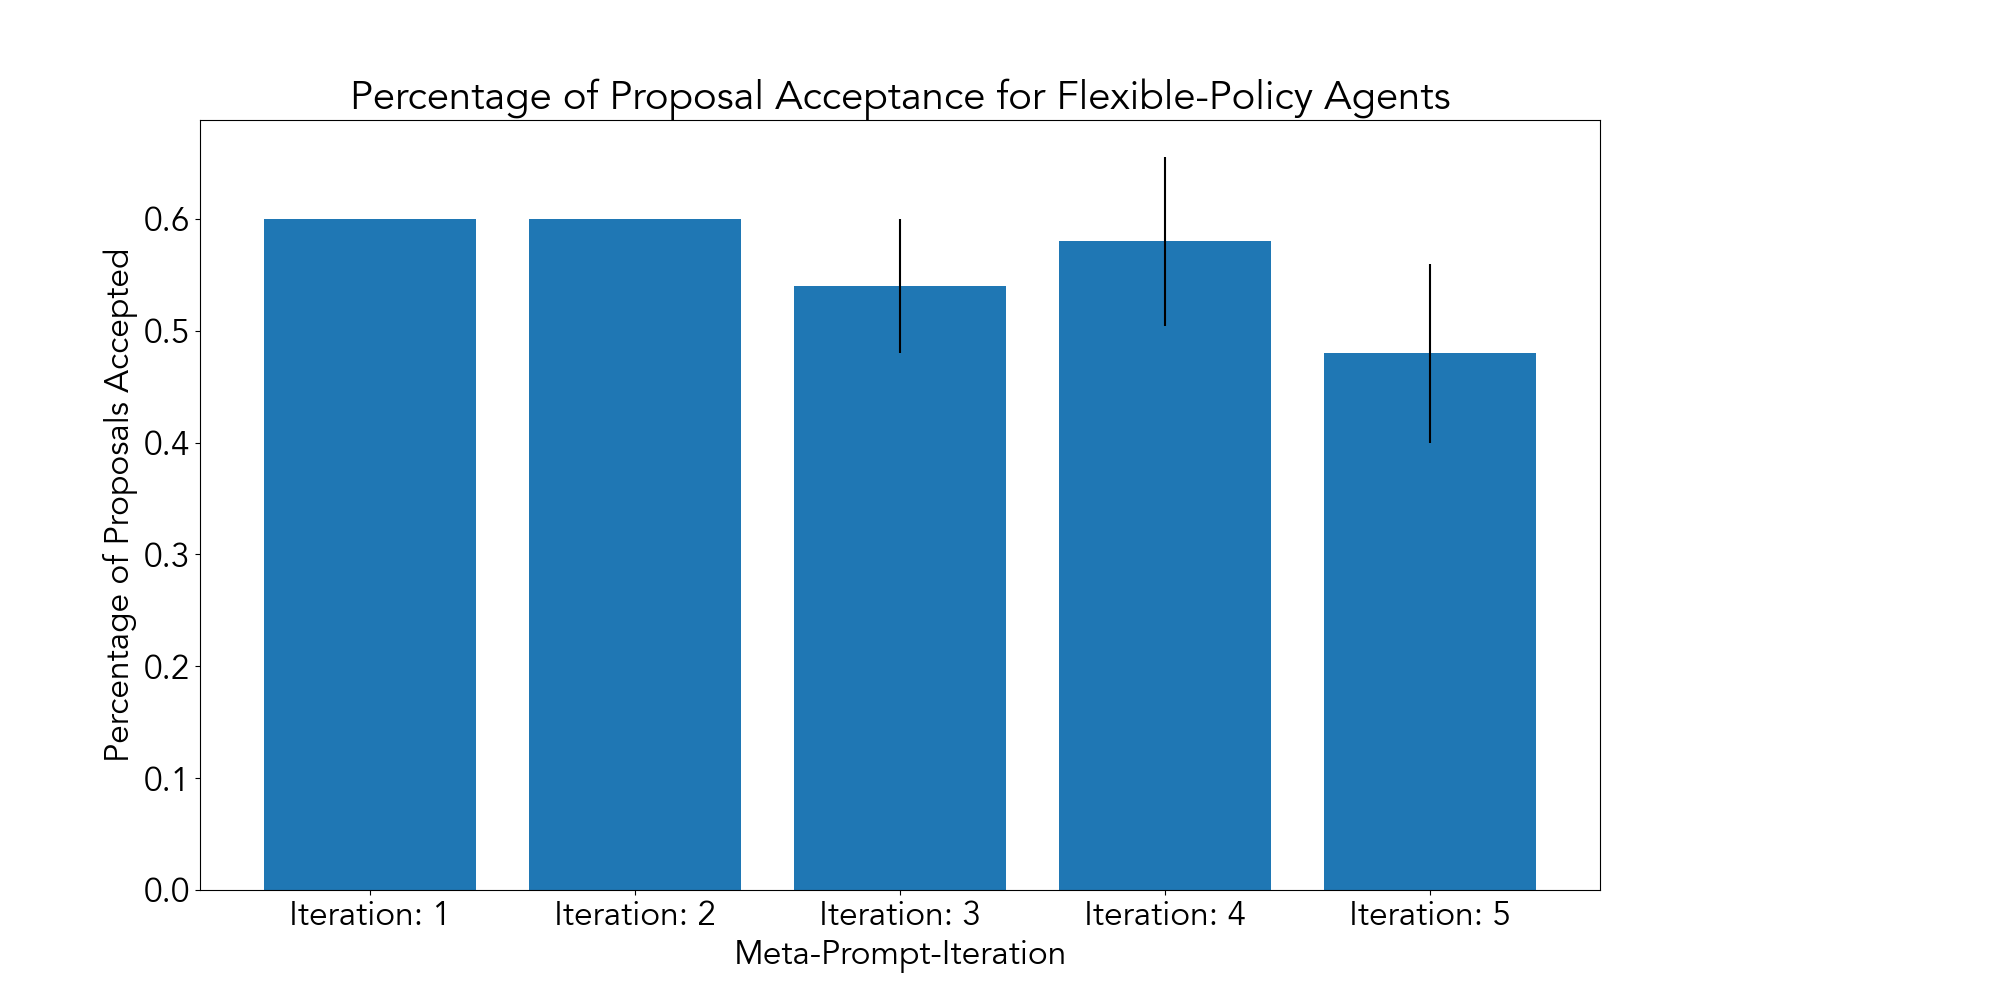 Percentage of Proposal Acceptance for Flexible-Policy Agents
Percentage of Proposals Accepted
0.6
0.5
0.4
0.3
0.2
0.1
0.0
Iteration: 1
Iteration: 2
Iteration: 3
Iteration: 4
Iteration: 5
Meta-Prompt-Iteration